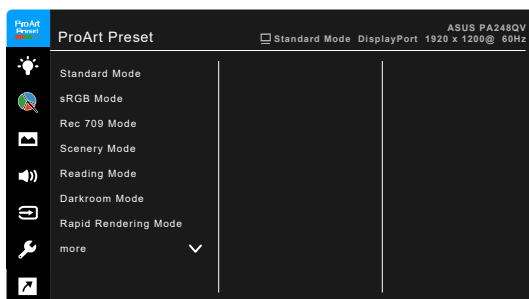 ProArt
Preset
ProArt Preset
ASUS PA248QV
Standard Mode DisplayPort 1920 x 1200@ 60Hz
Standard Mode
sRGB Mode
Rec 709 Mode
Scenery Mode
Reading Mode
Darkroom Mode
Rapid Rendering Mode
more